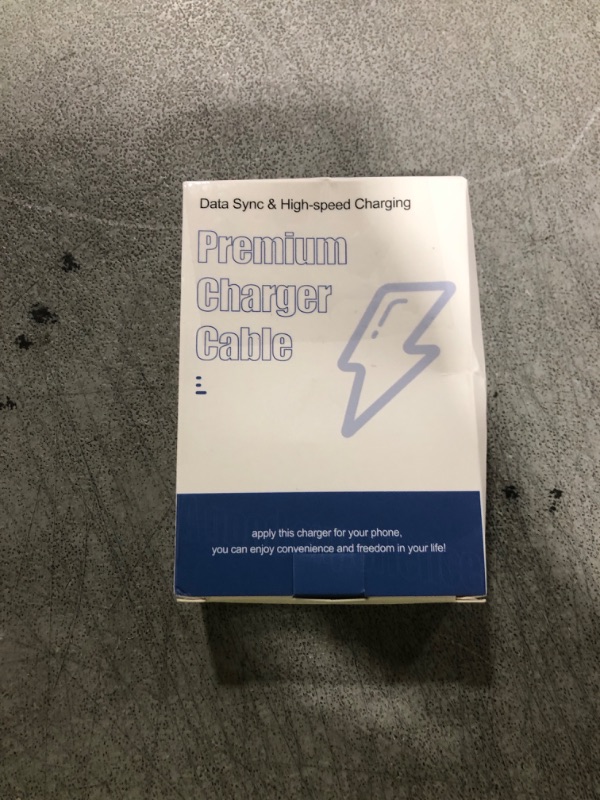 Data Sync & High-speed Charging
Premium
Charger
Cable
apply this charger for your phone,
you can enjoy convenience and freedom in your life!